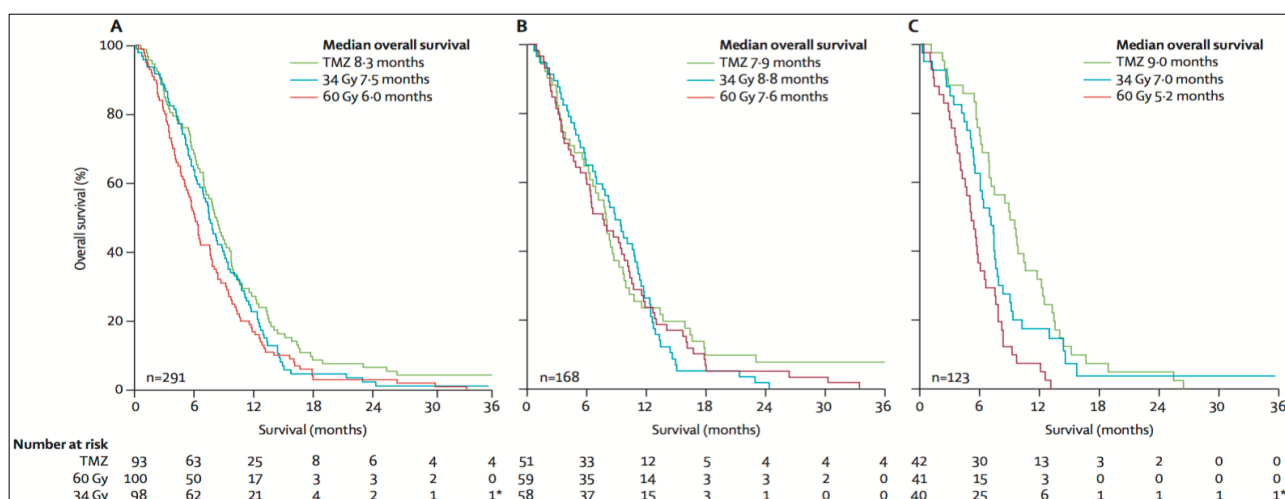 A
Median overall survival
TMZ 8·3 months
34 Gy 7·5 months
60 Gy 6·0 months
100
80
60
40
20
0
Overall survival (%)
n=291
0 6 12 18 24 30 36
Survival (months)
B
Median overall survival
TMZ 7·9 months
34 Gy 8·8 months
60 Gy 7·6 months
n=168
0 6 12 18 24 30 36
Survival (months)
C
Median overall survival
TMZ 9·0 months
34 Gy 7·0 months
60 Gy 5·2 months
n=123
0 6 12 18 24 30 36
Survival (months)
Number at risk
TMZ 93 63 25 8 6 4 4 51 33 12 5 4 4 4 42 30 13 3 2 0 0
60 Gy 100 50 17 3 3 2 0 59 35 14 3 3 2 0 41 15 3 0 0 0 0
34 Gy 98 62 21 4 2 1 1* 58 37 15 3 1 0 0 40 25 6 1 1 1 1*